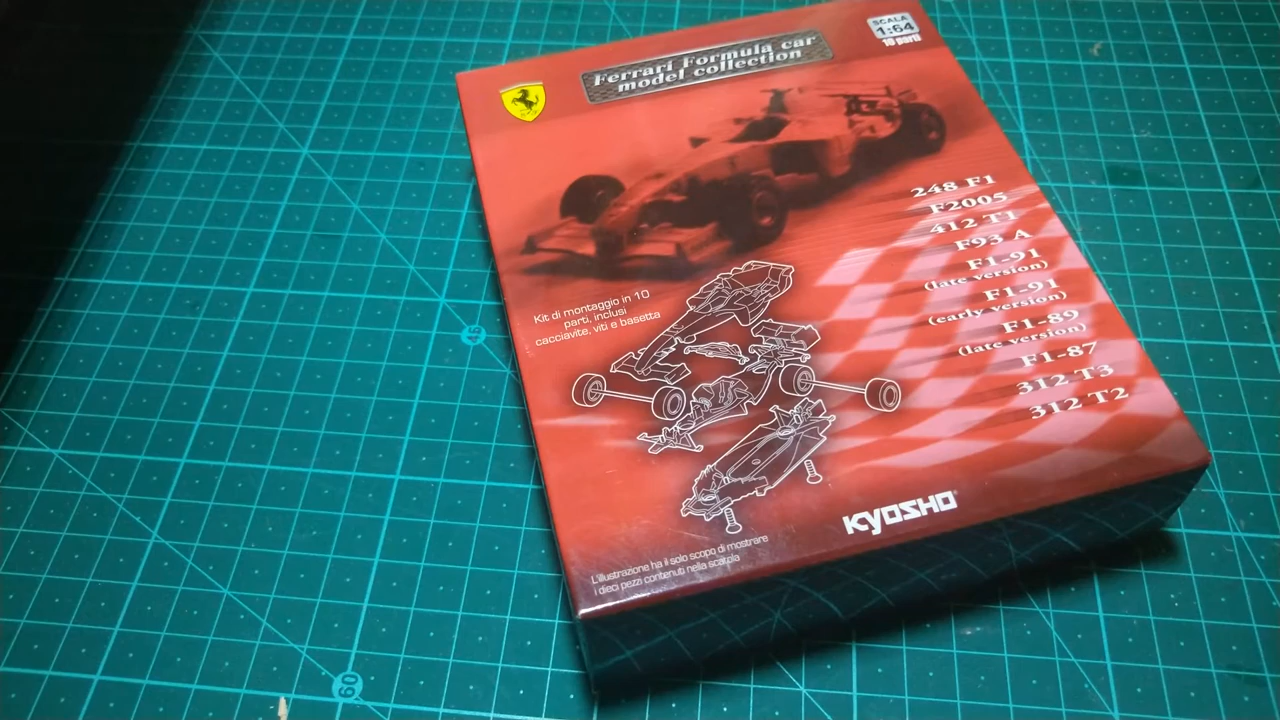 Ferrari Formula car
model collection
SCALA
1:64
10 parti
248 F1
F2005
412 T1
F93 A
F1-91
(late version)
F1-91
(early version)
F1-89
(late version)
F1-87
312 T3
312 T2
Kit di montaggio in 10
parti, inclusi
cacciavite, viti e basetta
KYOSHO
L'illustrazione ha il solo scopo di mostrare
i dieci pezzi contenuti nella scatola
45
60